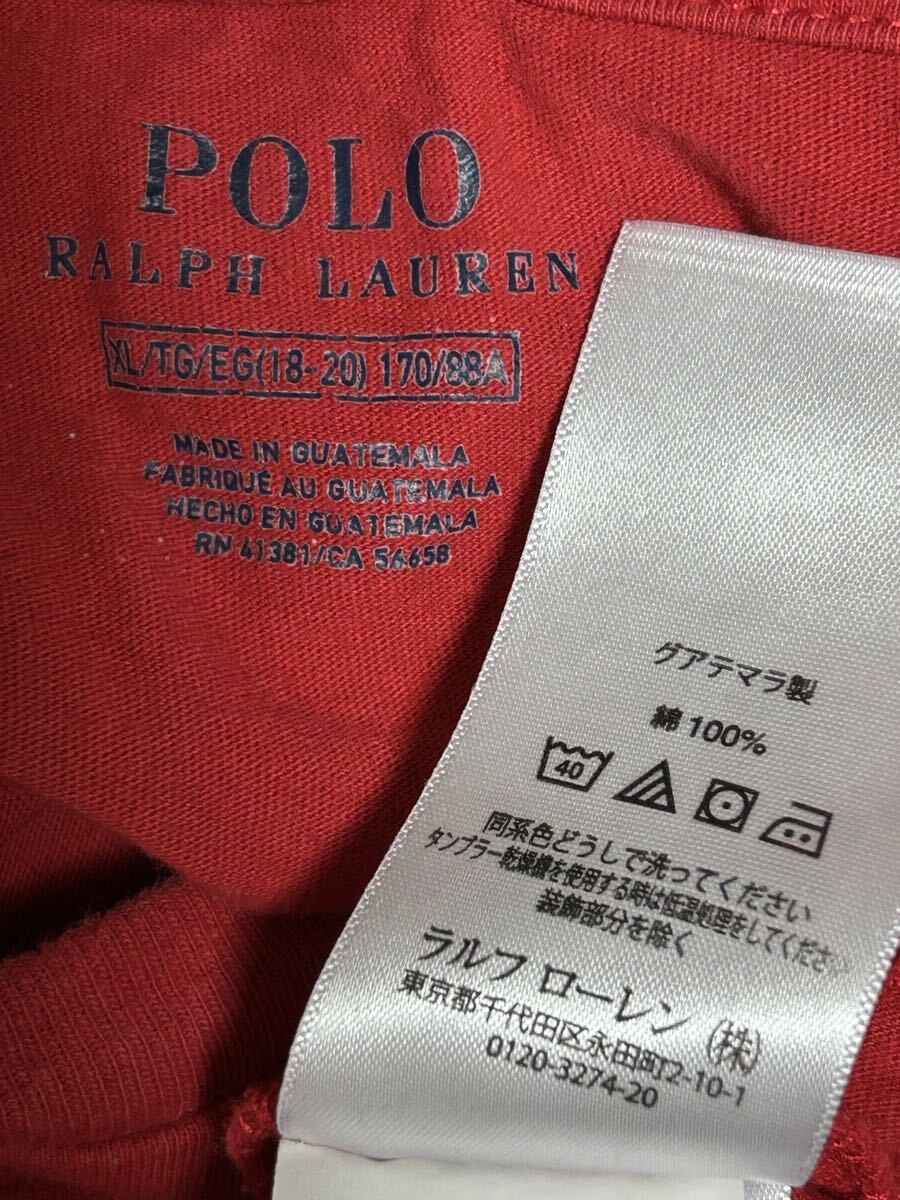 POLO
RALPH LAUREN
XL/TG/EG(18-20) 170/88A
MADE IN GUATEMALA
FABRIQUÉ AU GUATEMALA
HECHO EN GUATEMALA
RN 41381/CA 56658
グアテマラ製
綿 100%
40
同系色どうしで洗ってください
タンブラー乾燥機を使用する時は低温処理をしてください
装飾部分を除く
ラルフ ローレン (株)
東京都千代田区永田町2-10-1
0120-3274-20